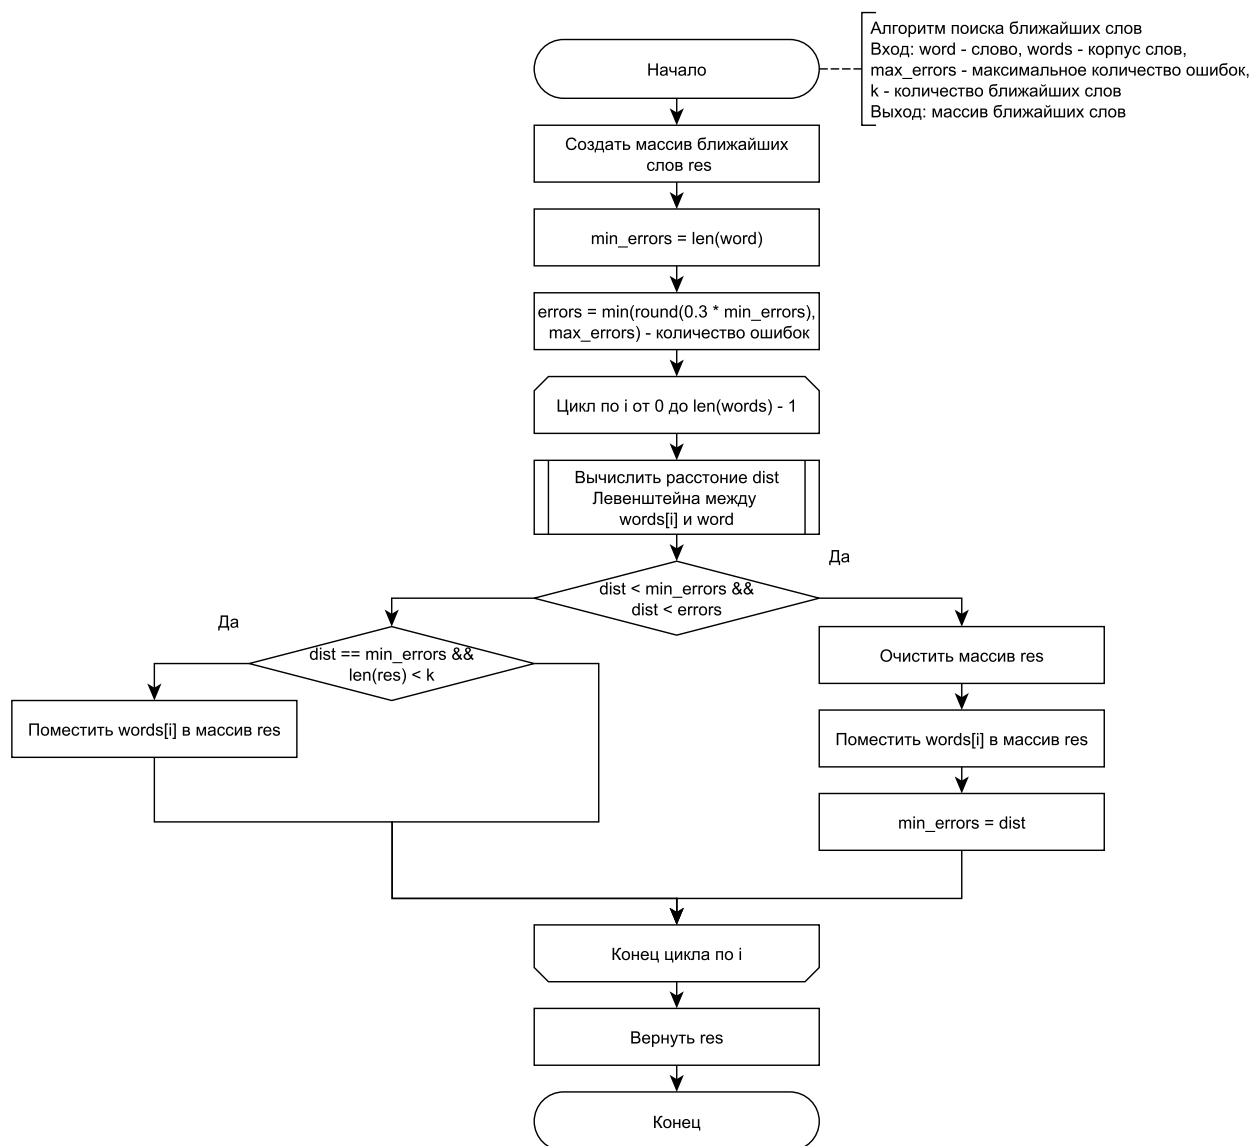 Алгоритм поиска ближайших слов
Вход: word - слово, words - корпус слов,
max_errors - максимальное количество ошибок,
k - количество ближайших слов
Выход: массив ближайших слов
Начало
Создать массив ближайших
слов res
min_errors = len(word)
errors = min(round(0.3 * min_errors),
max_errors) - количество ошибок
Цикл по i от 0 до len(words) - 1
Вычислить расстоние dist
Левенштейна между
words[i] и word
Да
dist < min_errors &&
dist < errors
Да
dist == min_errors &&
len(res) < k
Очистить массив res
Поместить words[i] в массив res
Поместить words[i] в массив res
min_errors = dist
Конец цикла по i
Вернуть res
Конец